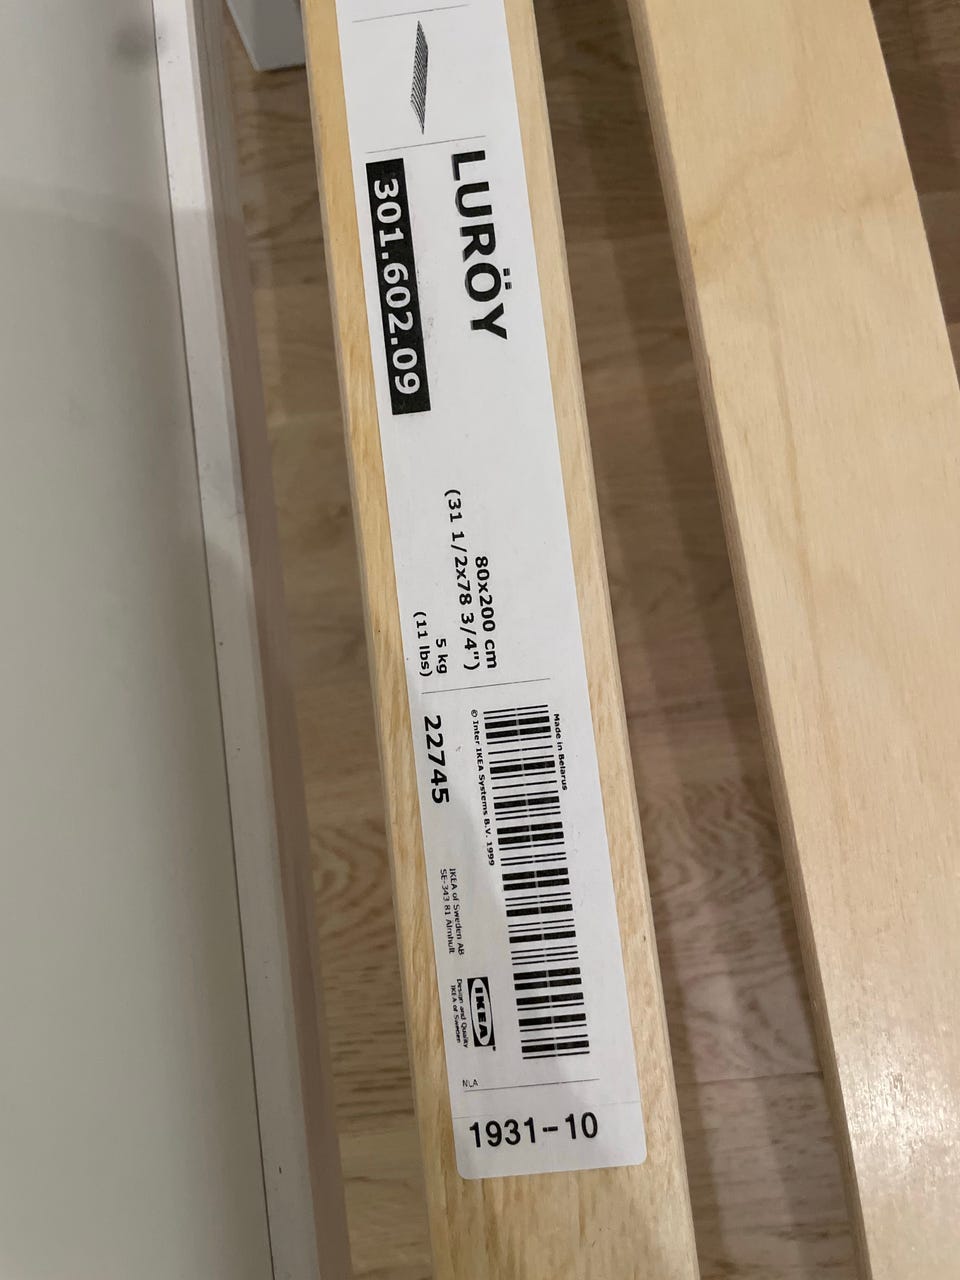 LURÖY
301.602.09
80x200 cm
(31 1/2x78 3/4")
5 kg
(11 lbs)
Made in Belarus
© Inter IKEA Systems B.V. 1999
22745
IKEA of Sweden AB
SE-343 81 Älmhult
IKEA®
Design and Quality
IKEA of Sweden
NLA
1931-10